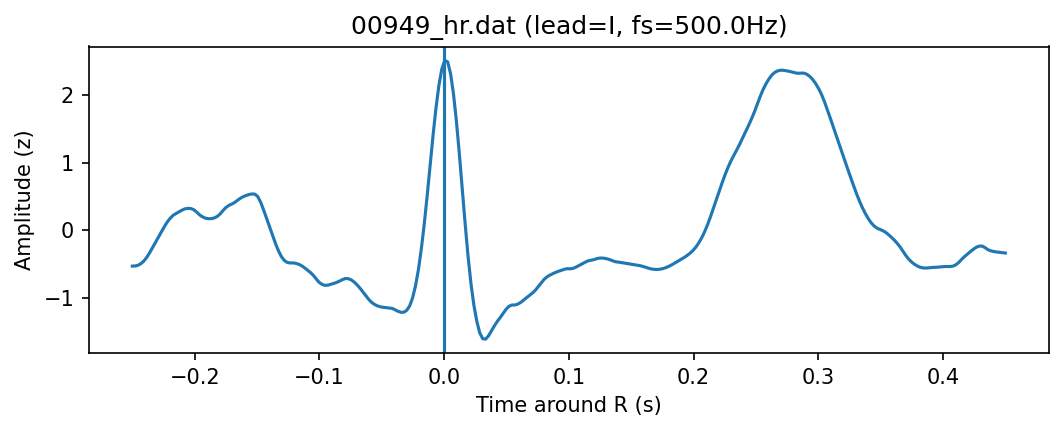 00949_hr.dat (lead=I, fs=500.0Hz)
Amplitude (z)
2
1
0
−1
−0.2 −0.1 0.0 0.1 0.2 0.3 0.4
Time around R (s)